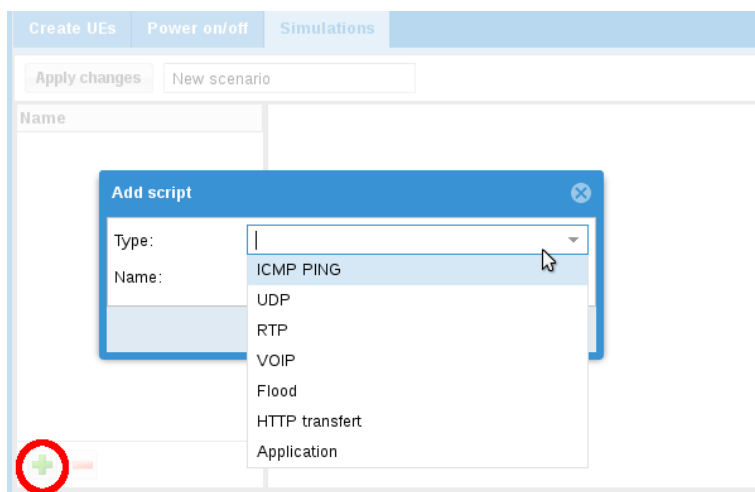 Create UEs Power on/off Simulations
Apply changes New scenario
Name
Add script
Type:
Name:
ICMP PING
UDP
RTP
VOIP
Flood
HTTP transfert
Application